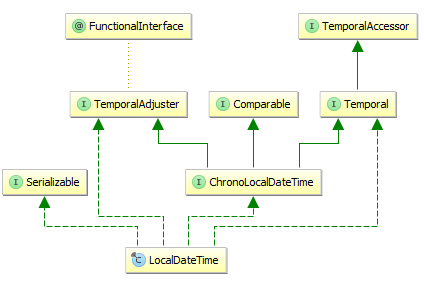 @ FunctionalInterface
I TemporalAccessor
I TemporalAdjuster
I Comparable
I Temporal
I Serializable
I ChronoLocalDateTime
C LocalDateTime